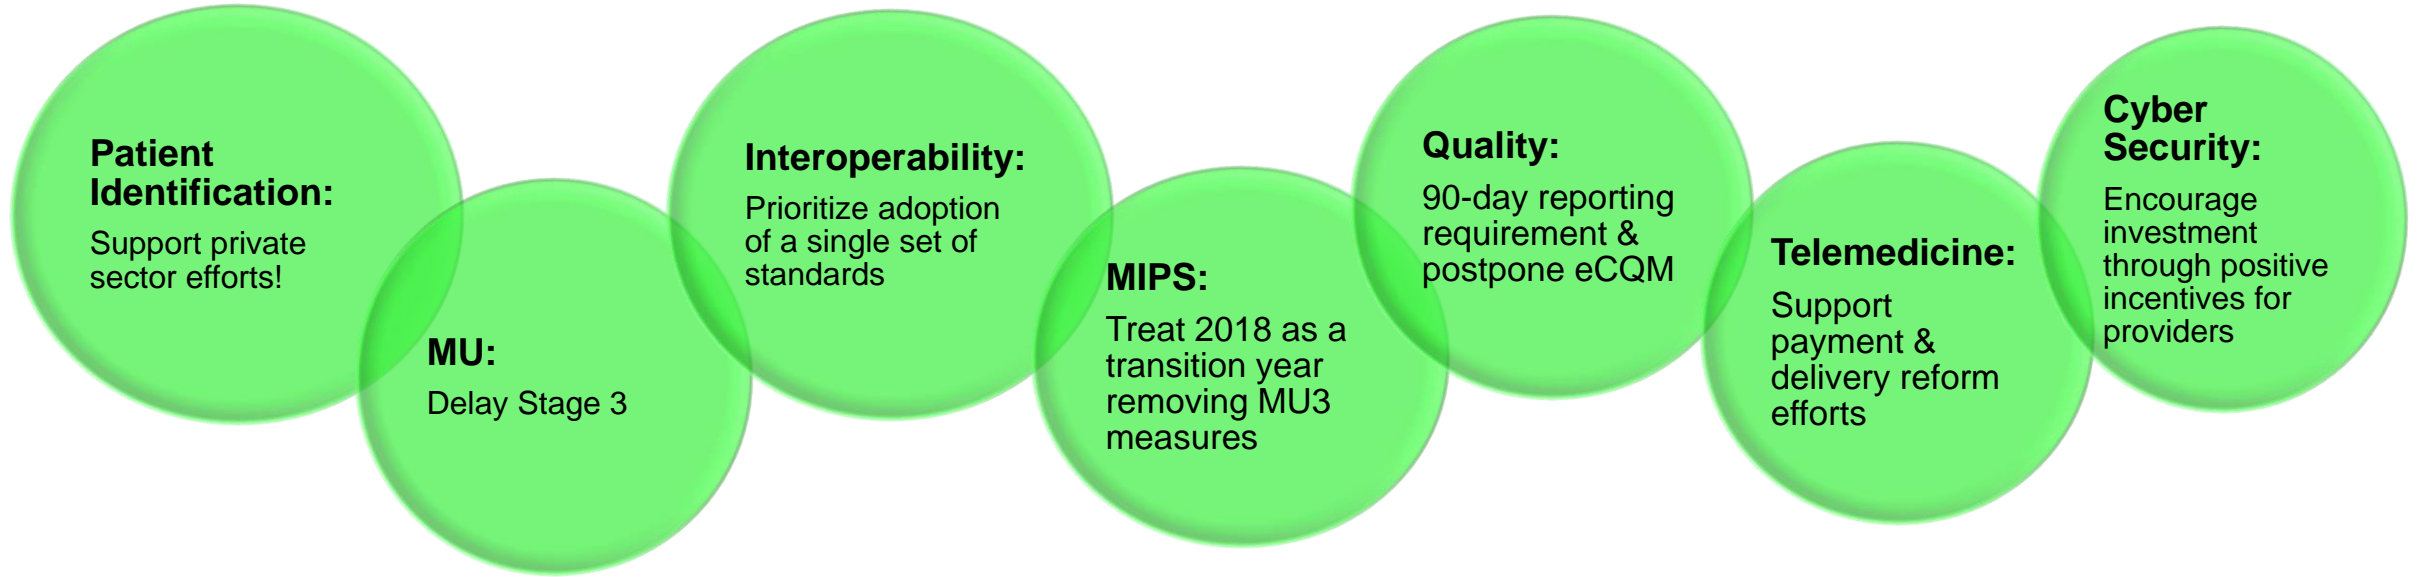 Patient
Identification:
Support private
sector efforts!
MU:
Delay Stage 3
Interoperability:
Prioritize adoption
of a single set of
standards
MIPS:
Treat 2018 as a
transition year
removing MU3
measures
Quality:
90-day reporting
requirement &
postpone eCQM
Telemedicine:
Support
payment &
delivery reform
efforts
Cyber
Security:
Encourage
investment
through positive
incentives for
providers